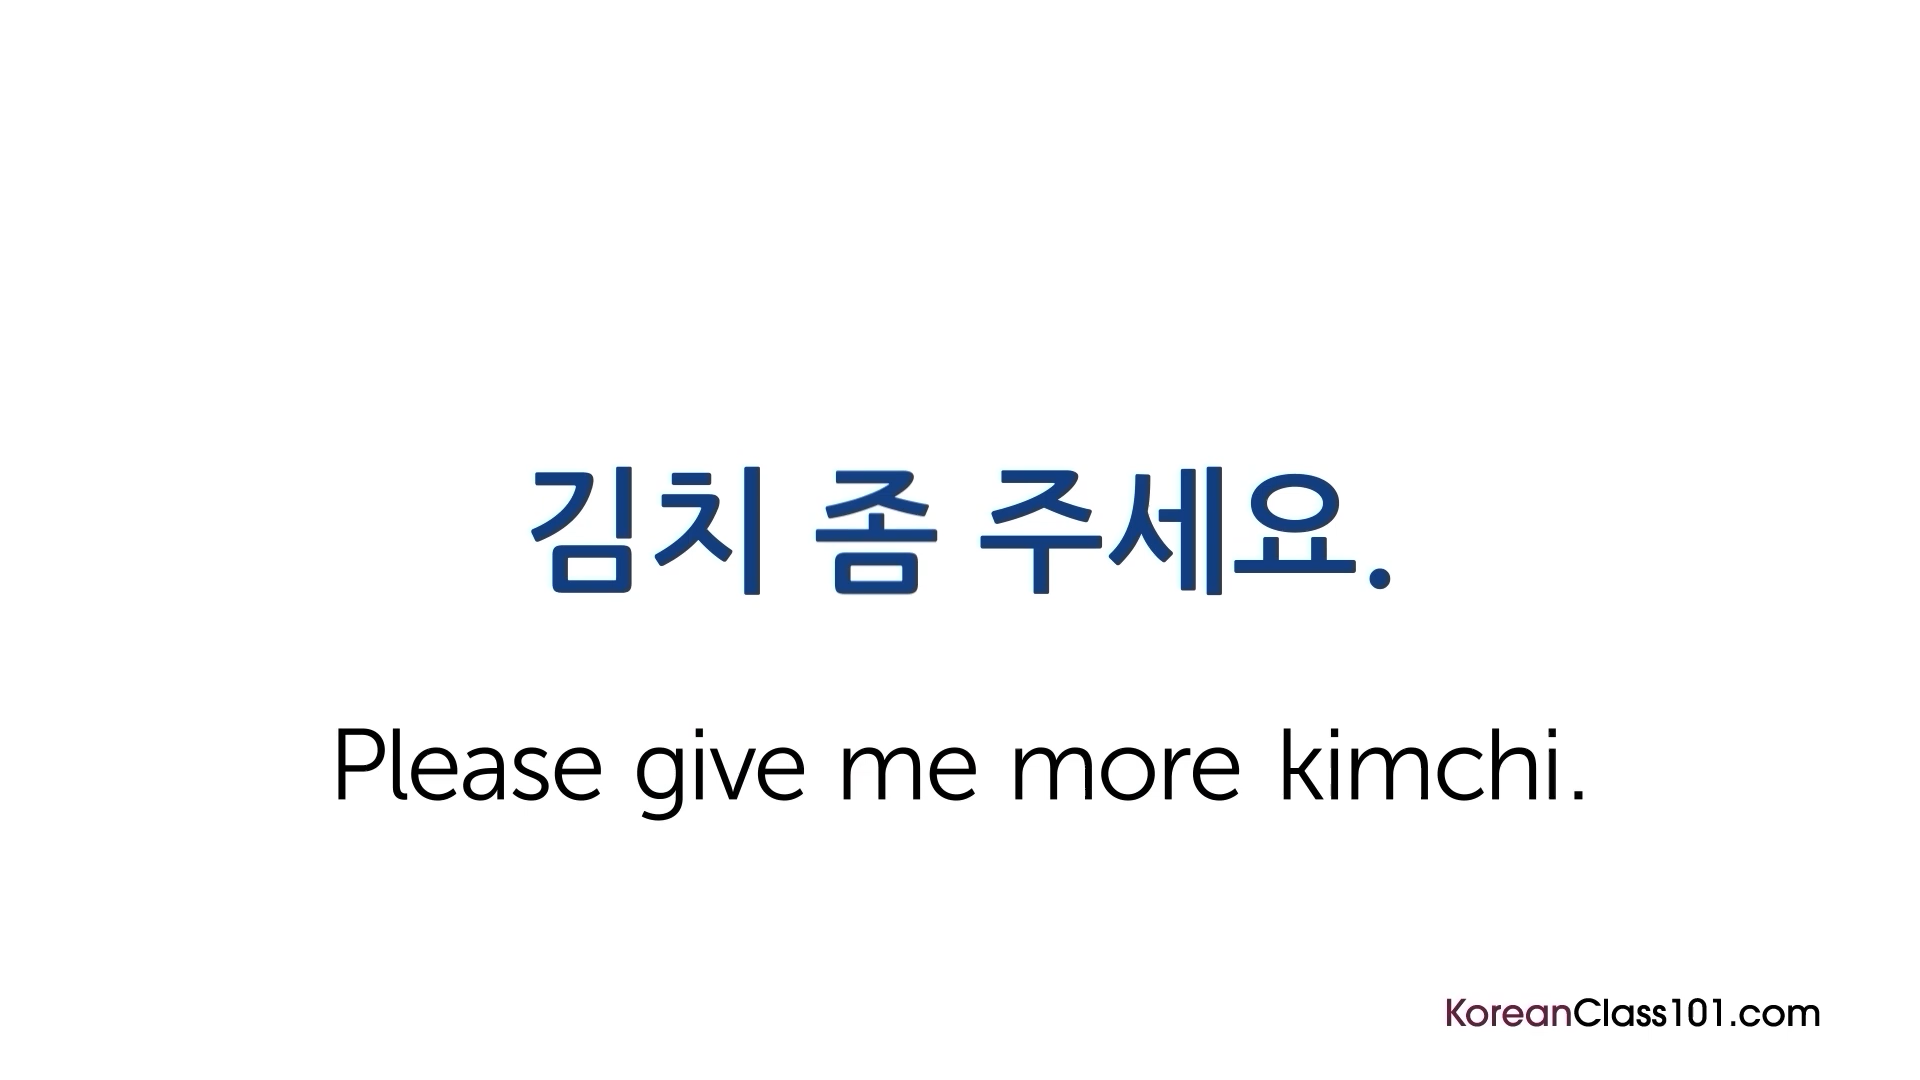 김치 좀 주세요.
Please give me more kimchi.
KoreanClass101.com